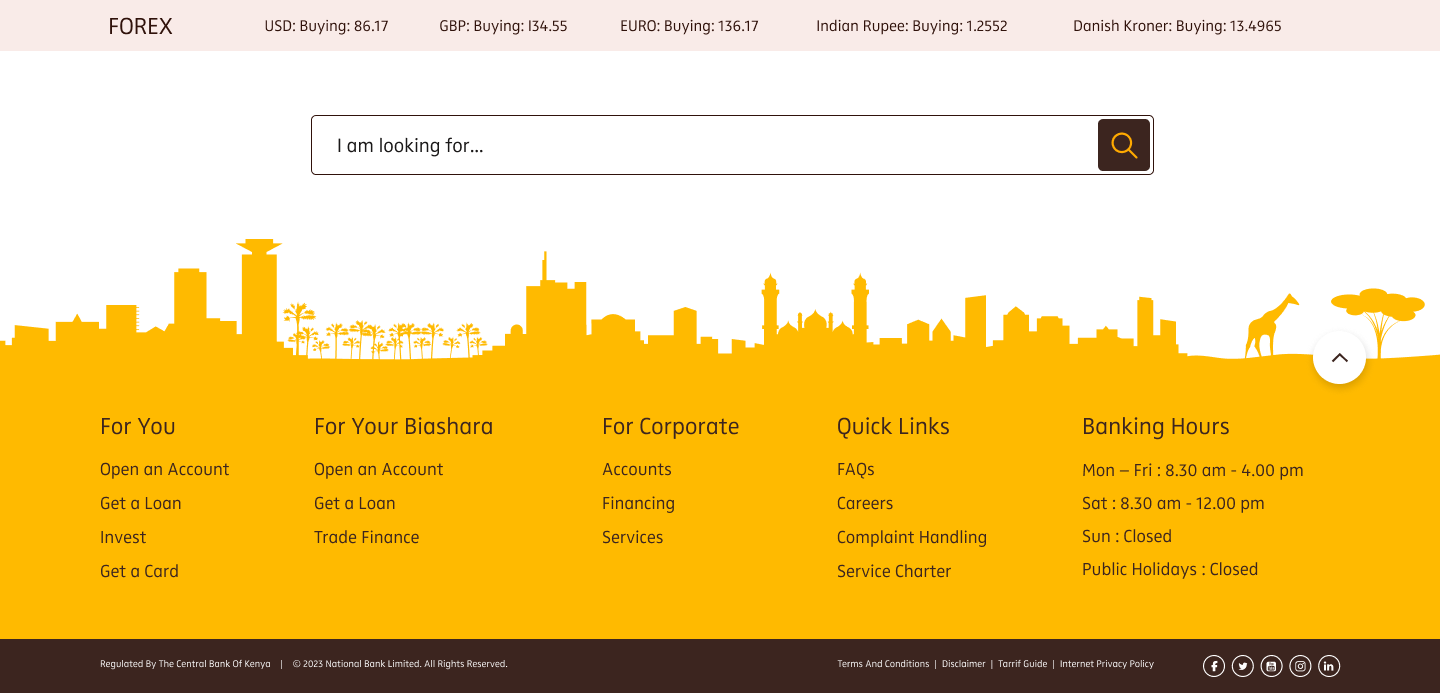 FOREX USD: Buying: 86.17 GBP: Buying: I34.55 EURO: Buying: 136.17 Indian Rupee: Buying: 1.2552 Danish Kroner: Buying: 13.4965
I am looking for...
For You
Open an Account
Get a Loan
Invest
Get a Card
For Your Biashara
Open an Account
Get a Loan
Trade Finance
For Corporate
Accounts
Financing
Services
Quick Links
FAQs
Careers
Complaint Handling
Service Charter
Banking Hours
Mon – Fri : 8.30 am - 4.00 pm
Sat : 8.30 am - 12.00 pm
Sun : Closed
Public Holidays : Closed
Regulated By The Central Bank Of Kenya | © 2023 National Bank Limited. All Rights Reserved.
Terms And Conditions | Disclaimer | Tarrif Guide | Internet Privacy Policy